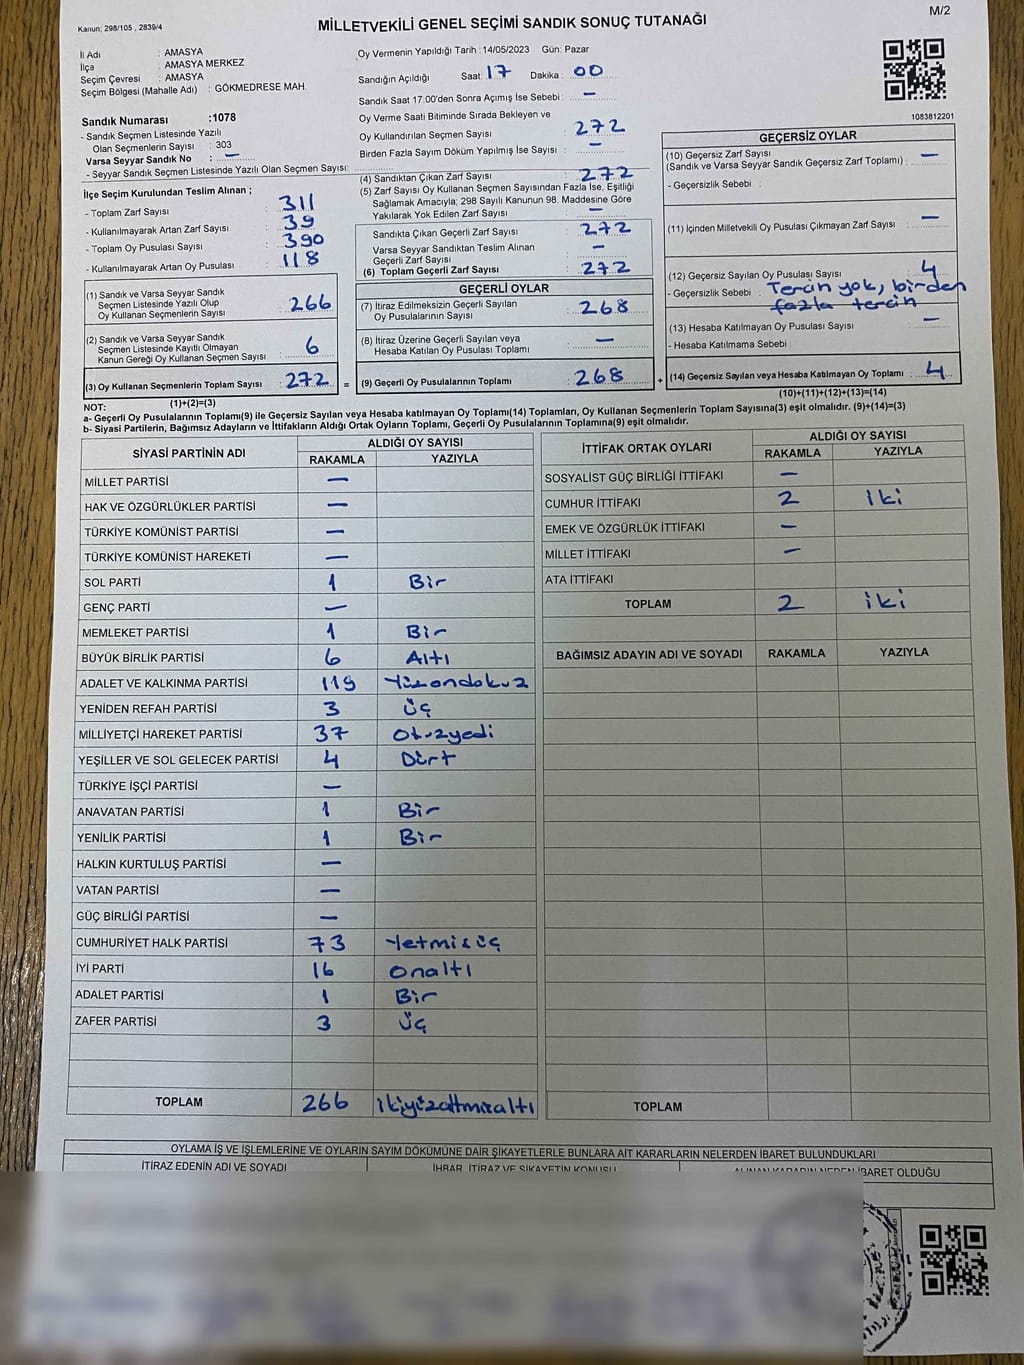 M/2
Kanun; 298/105 , 2839/4
MİLLETVEKİLİ GENEL SEÇİMİ SANDIK SONUÇ TUTANAĞI
İl Adı : AMASYA
İlçe : AMASYA MERKEZ
Seçim Çevresi : AMASYA
Seçim Bölgesi (Mahalle Adı) : GÖKMEDRESE MAH.
Oy Vermenin Yapıldığı Tarih : 14/05/2023 Gün: Pazar
Sandığın Açıldığı Saat: 17 Dakika : 00
Sandık Saat 17:00'den Sonra Açımış İse Sebebi : —
Oy Verme Saati Bitiminde Sırada Bekleyen ve
Oy Kullandırılan Seçmen Sayısı : 272
Birden Fazla Sayım Döküm Yapılmış İse Sayısı : —
1083812201
Sandık Numarası :1078
- Sandık Seçmen Listesinde Yazılı
Olan Seçmenlerin Sayısı : 303
Varsa Seyyar Sandık No : —
- Seyyar Sandık Seçmen Listesinde Yazılı Olan Seçmen Sayısı:
İlçe Seçim Kurulundan Teslim Alınan ;
- Toplam Zarf Sayısı : 311
- Kullanılmayarak Artan Zarf Sayısı : 39
- Toplam Oy Pusulası Sayısı : 390
- Kullanılmayarak Artan Oy Pusulası : 118
(1) Sandık ve Varsa Seyyar Sandık
Seçmen Listesinde Yazılı Olup
Oy Kullanan Seçmenlerin Sayısı : 266
(2) Sandık ve Varsa Seyyar Sandık
Seçmen Listesinde Kayıtlı Olmayan
Kanun Gereği Oy Kullanan Seçmen Sayısı : 6
(3) Oy Kullanan Seçmenlerin Toplam Sayısı : 272 =
(1)+(2)=(3)
(4) Sandıktan Çıkan Zarf Sayısı : 272
(5) Zarf Sayısı Oy Kullanan Seçmen Sayısından Fazla İse, Eşitliği
Sağlamak Amacıyla; 298 Sayılı Kanunun 98. Maddesine Göre
Yakılarak Yok Edilen Zarf Sayısı : —
Sandıkta Çıkan Geçerli Zarf Sayısı : 272
Varsa Seyyar Sandıktan Teslim Alınan
Geçerli Zarf Sayısı : —
(6) Toplam Geçerli Zarf Sayısı : 272
GEÇERLİ OYLAR
(7) İtiraz Edilmeksizin Geçerli Sayılan
Oy Pusulalarının Sayısı : 268
(8) İtiraz Üzerine Geçerli Sayılan veya
Hesaba Katılan Oy Pusulası Toplamı : —
(9) Geçerli Oy Pusulalarının Toplamı : 268 +
GEÇERSİZ OYLAR
(10) Geçersiz Zarf Sayısı
(Sandık ve Varsa Seyyar Sandık Geçersiz Zarf Toplamı) : —
- Geçersizlik Sebebi :
(11) İçinden Milletvekili Oy Pusulası Çıkmayan Zarf Sayısı : —
(12) Geçersiz Sayılan Oy Pusulası Sayısı : 4
- Geçersizlik Sebebi : Tercih yok, birden
fazla tercih
(13) Hesaba Katılmayan Oy Pusulası Sayısı : —
- Hesaba Katılmama Sebebi :
(14) Geçersiz Sayılan veya Hesaba Katılmayan Oy Toplamı : 4
(10)+(11)+(12)+(13)=(14)
NOT:
a- Geçerli Oy Pusulalarının Toplamı(9) ile Geçersiz Sayılan veya Hesaba katılmayan Oy Toplamı(14) Toplamları, Oy Kullanan Seçmenlerin Toplam Sayısına(3) eşit olmalıdır. (9)+(14)=(3)
b- Siyasi Partilerin, Bağımsız Adayların ve İttifakların Aldığı Ortak Oyların Toplamı, Geçerli Oy Pusulalarının Toplamına(9) eşit olmalıdır.
SİYASİ PARTİNİN ADI ALDIĞI OY SAYISI
RAKAMLA YAZIYLA
MİLLET PARTİSİ —
HAK VE ÖZGÜRLÜKLER PARTİSİ —
TÜRKİYE KOMÜNİST PARTİSİ —
TÜRKİYE KOMÜNİST HAREKETİ —
SOL PARTİ 1 Bir
GENÇ PARTİ —
MEMLEKET PARTİSİ 1 Bir
BÜYÜK BİRLİK PARTİSİ 6 Altı
ADALET VE KALKINMA PARTİSİ 119 Yüzondokuz
YENİDEN REFAH PARTİSİ 3 Üç
MİLLİYETÇİ HAREKET PARTİSİ 37 Otuzyedi
YEŞİLLER VE SOL GELECEK PARTİSİ 4 Dört
TÜRKİYE İŞÇİ PARTİSİ —
ANAVATAN PARTİSİ 1 Bir
YENİLİK PARTİSİ 1 Bir
HALKIN KURTULUŞ PARTİSİ —
VATAN PARTİSİ —
GÜÇ BİRLİĞİ PARTİSİ —
CUMHURİYET HALK PARTİSİ 73 Yetmişüç
İYİ PARTİ 16 Onaltı
ADALET PARTİSİ 1 Bir
ZAFER PARTİSİ 3 Üç
TOPLAM 266 İkiyüzaltmışaltı
İTTİFAK ORTAK OYLARI ALDIĞI OY SAYISI
RAKAMLA YAZIYLA
SOSYALİST GÜÇ BİRLİĞİ İTTİFAKI —
CUMHUR İTTİFAKI 2 iki
EMEK VE ÖZGÜRLÜK İTTİFAKI —
MİLLET İTTİFAKI —
ATA İTTİFAKI
TOPLAM 2 iki
BAĞIMSIZ ADAYIN ADI VE SOYADI RAKAMLA YAZIYLA
TOPLAM
OYLAMA İŞ VE İŞLEMLERİNE VE OYLARIN SAYIM DÖKÜMÜNE DAİR ŞİKAYETLERLE BUNLARA AİT KARARLARIN NELERDEN İBARET BULUNDUKLARI
İTİRAZ EDENİN ADI VE SOYADI İHBAR, İTİRAZ VE ŞİKAYETİN KONUSU ALINAN KARARIN NEDEN İBARET OLDUĞU